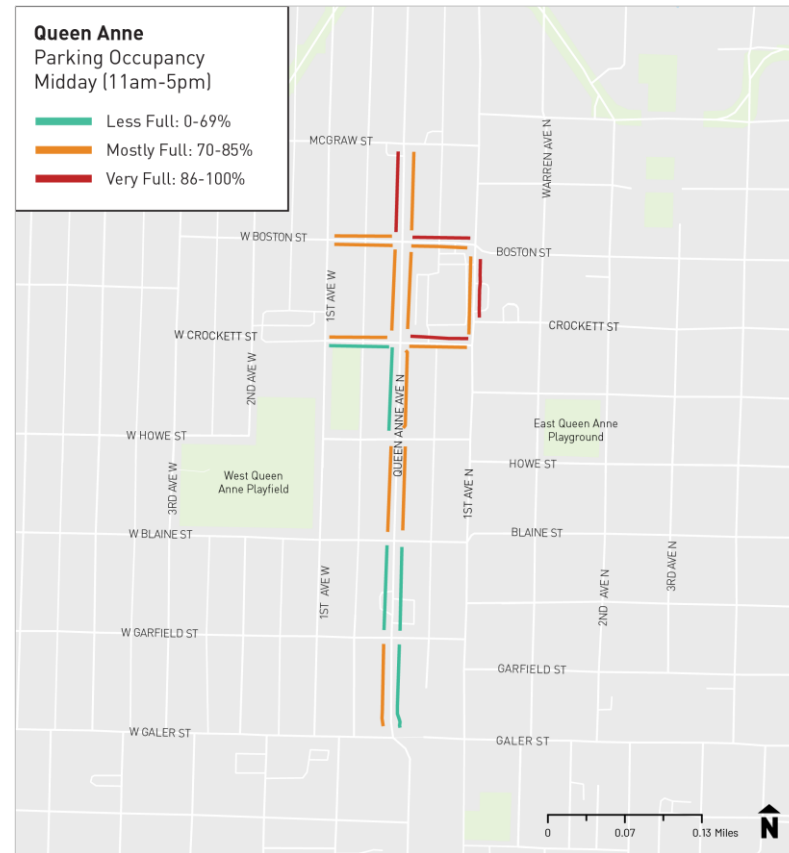 Queen Anne
Parking Occupancy
Midday (11am-5pm)
Less Full: 0-69%
Mostly Full: 70-85%
Very Full: 86-100%
MCGRAW ST
WARREN AVE N
W BOSTON ST
BOSTON ST
1ST AVE W
CROCKETT ST
W CROCKETT ST
2ND AVE W
QUEEN ANNE AVE N
East Queen Anne
Playground
W HOWE ST
HOWE ST
3RD AVE W
West Queen
Anne Playfield
1ST AVE N
W BLAINE ST
BLAINE ST
1ST AVE W
2ND AVE N
3RD AVE N
W GARFIELD ST
GARFIELD ST
W GALER ST
GALER ST
0 0.07 0.13 Miles
N